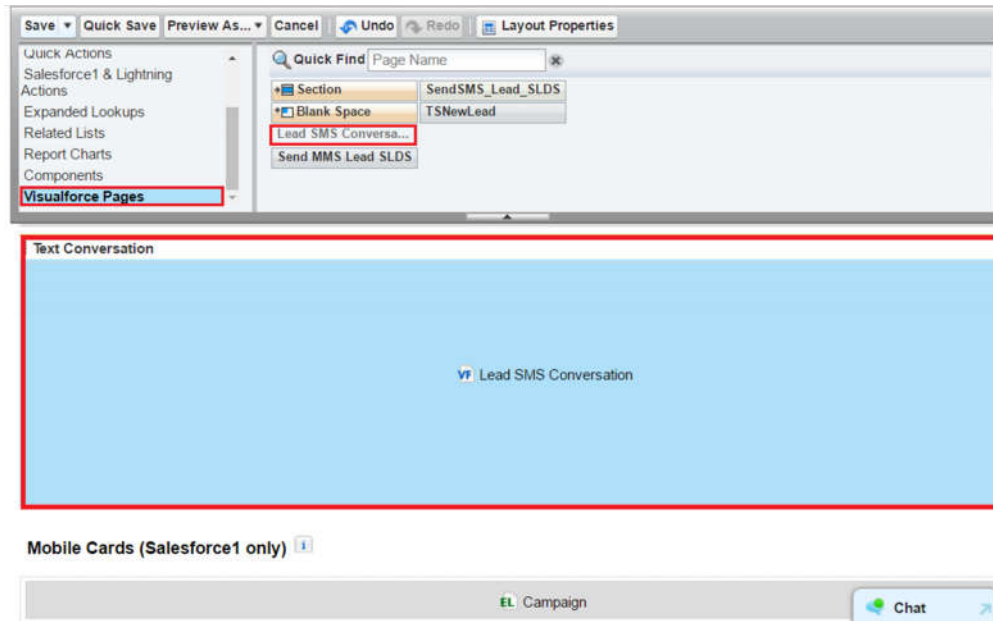 Save Quick Save Preview As... Cancel Undo Redo Layout Properties
Quick Actions
Salesforce1 & Lightning
Actions
Expanded Lookups
Related Lists
Report Charts
Components
Visualforce Pages
Quick Find Page Name
Section SendSMS_Lead_SLDS
Blank Space TSNewLead
Lead SMS Conversa...
Send MMS Lead SLDS
Text Conversation
VF Lead SMS Conversation
Mobile Cards (Salesforce1 only) i
EL Campaign
Chat